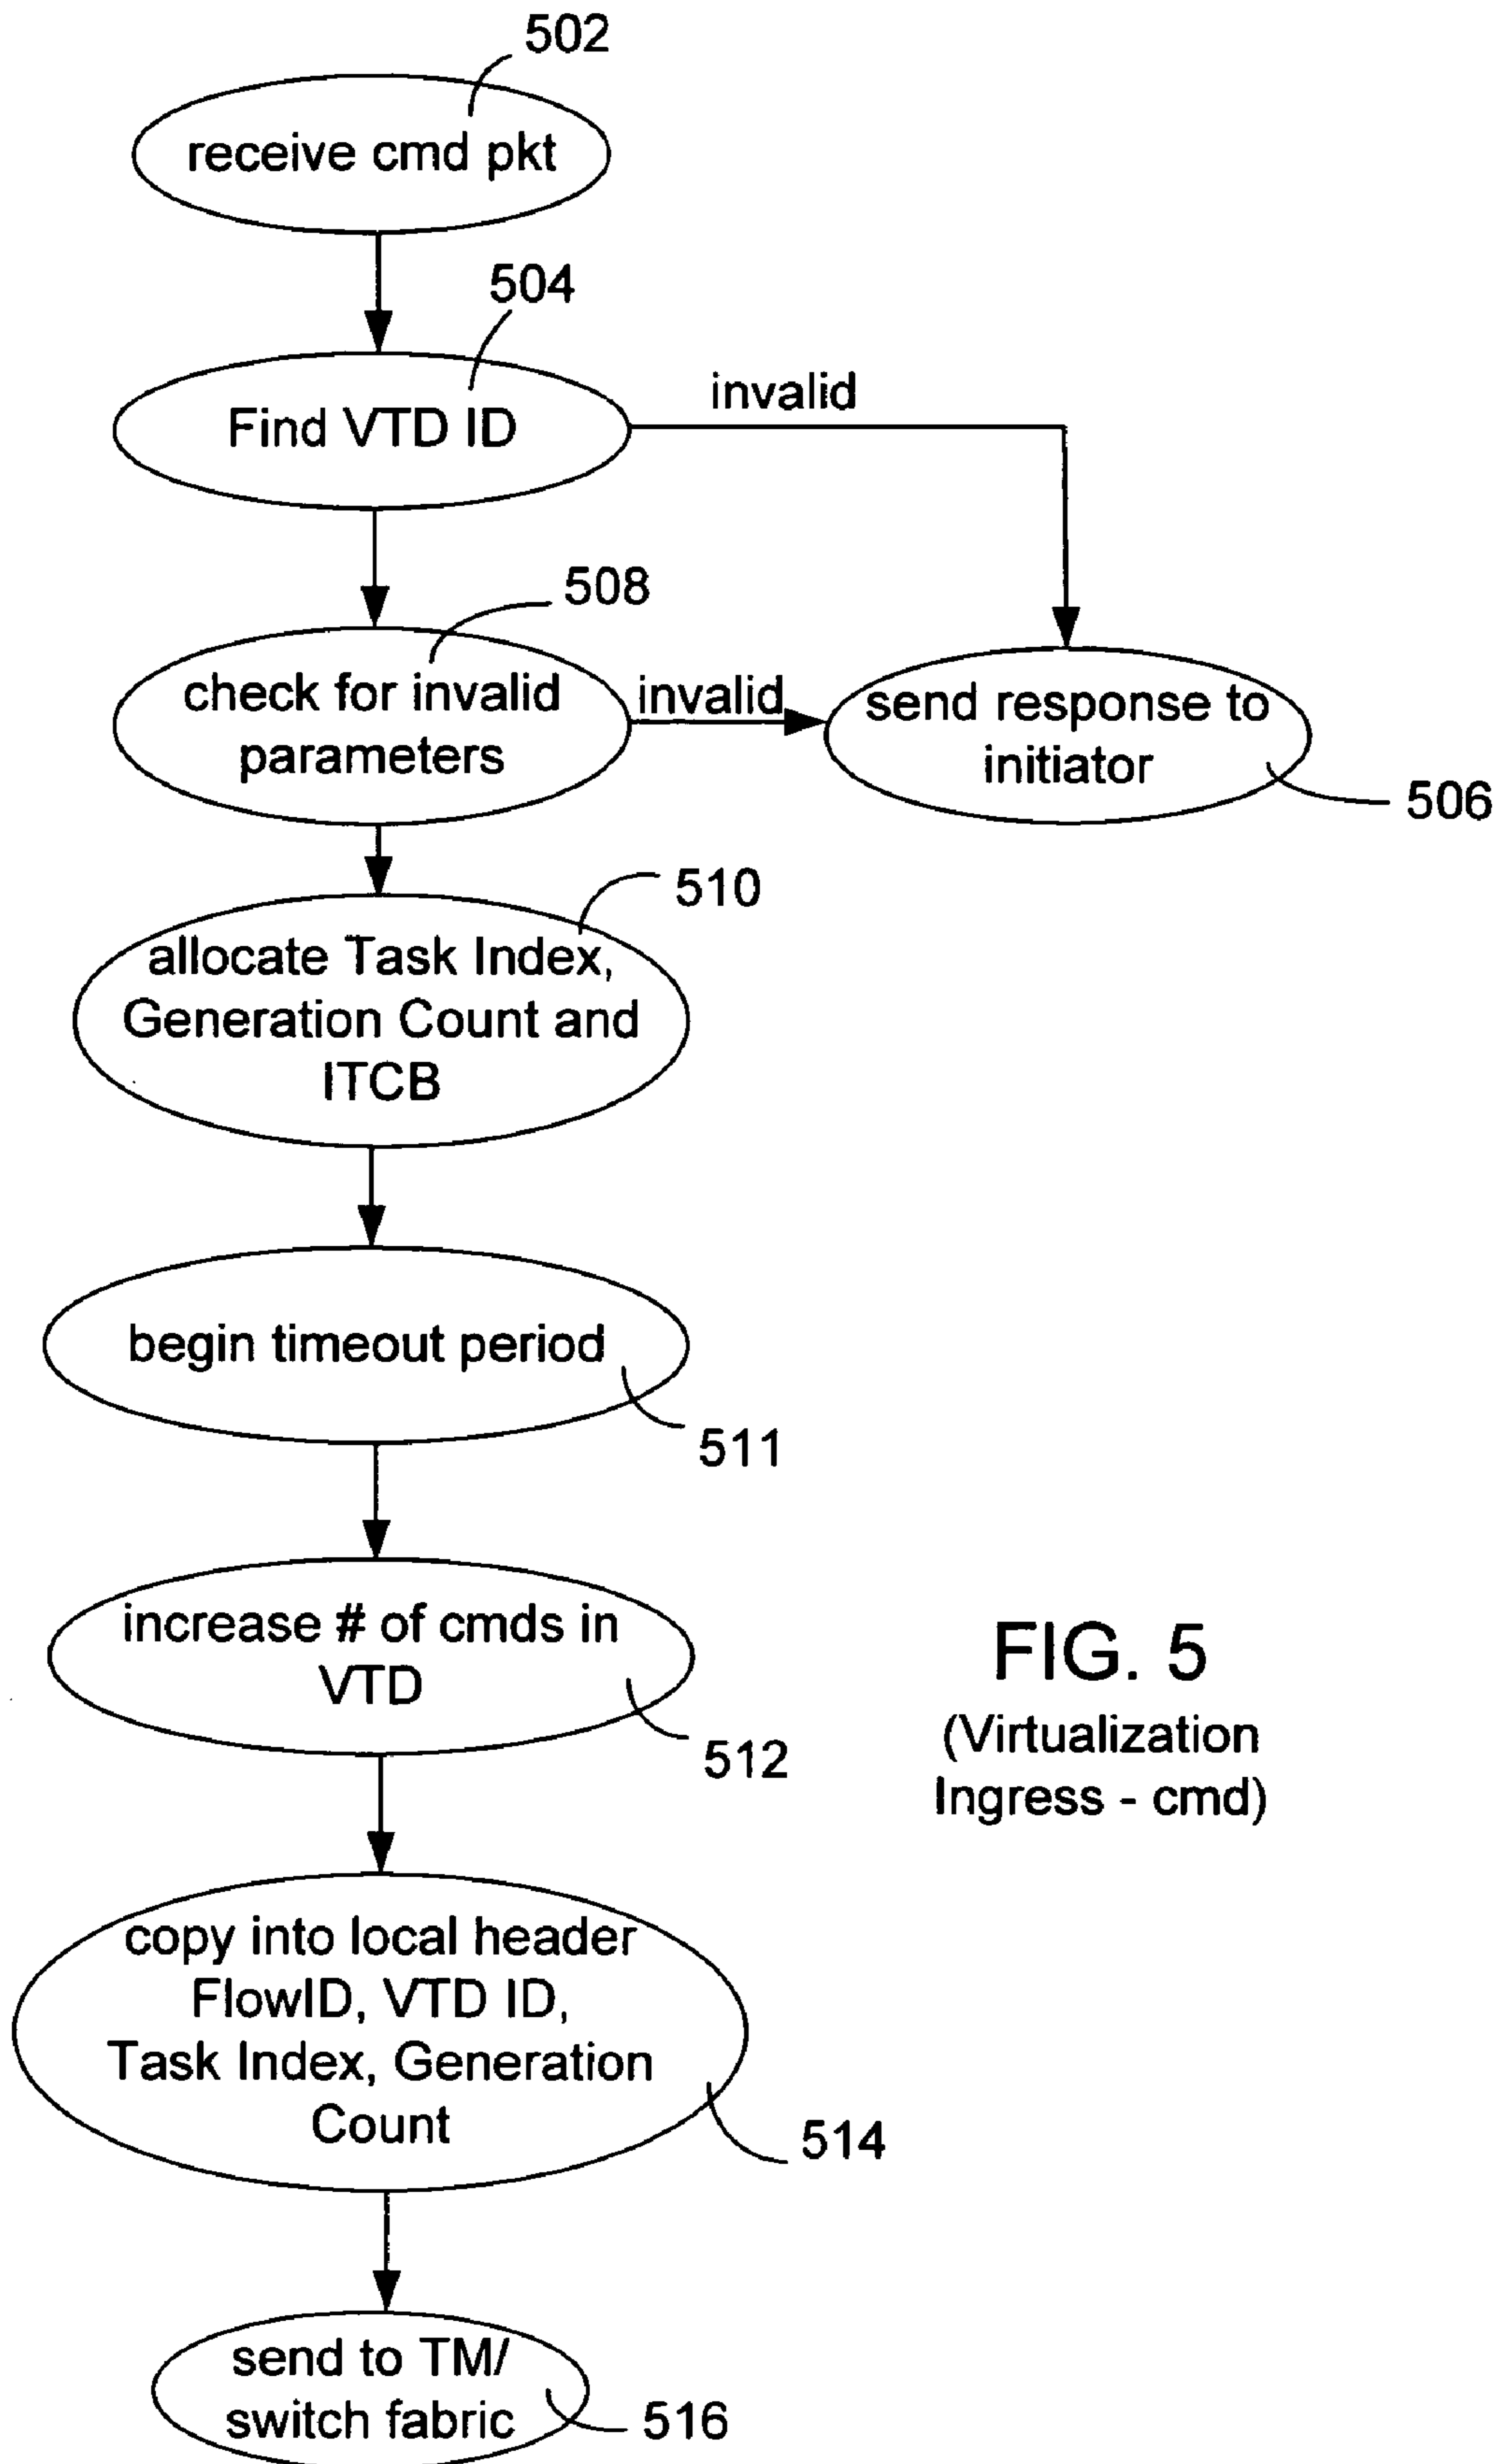 502
receive cmd pkt
504
Find VTD ID
invalid
508
check for invalid
parameters
invalid
send response to
initiator
506
510
allocate Task Index,
Generation Count and
ITCB
begin timeout period
511
increase # of cmds in
VTD
512
FIG. 5
(Virtualization
Ingress - cmd)
copy into local header
FlowID, VTD ID,
Task Index, Generation
Count
514
send to TM/
switch fabric
516